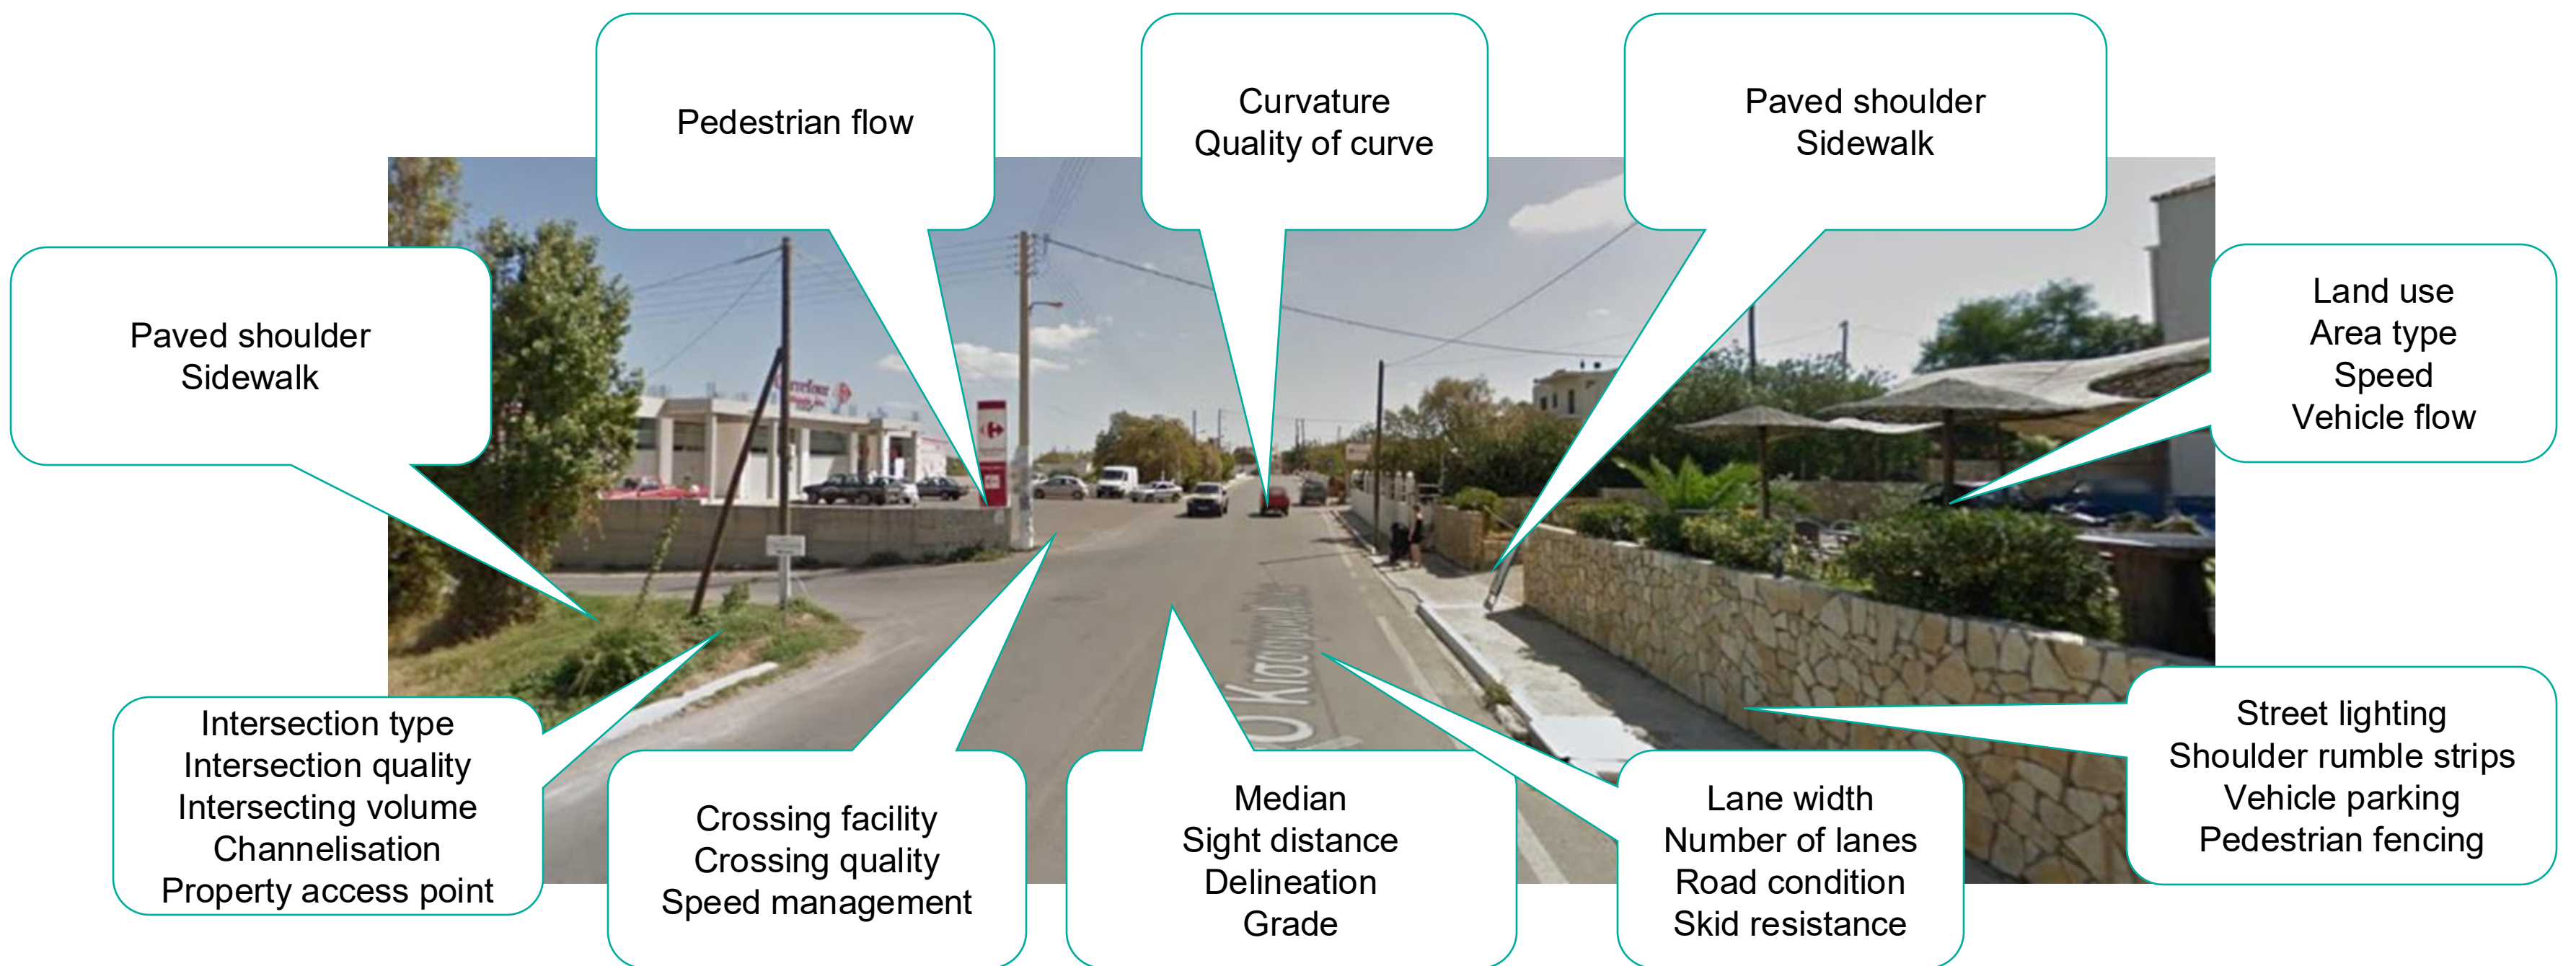 Pedestrian flow
Curvature
Quality of curve
Paved shoulder
Sidewalk
Land use
Area type
Speed
Vehicle flow
Paved shoulder
Sidewalk
Carrefour
Intersection type
Intersection quality
Intersecting volume
Channelisation
Property access point
Crossing facility
Crossing quality
Speed management
Median
Sight distance
Delineation
Grade
Lane width
Number of lanes
Road condition
Skid resistance
Street lighting
Shoulder rumble strips
Vehicle parking
Pedestrian fencing